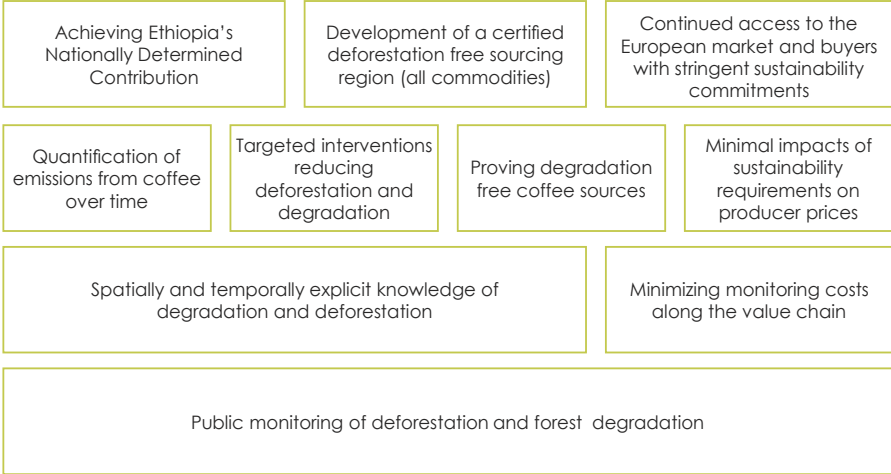 Achieving Ethiopia's
Nationally Determined
Contribution
Development of a certified
deforestation free sourcing
region (all commodities)
Continued access to the
European market and buyers
with stringent sustainability
commitments
Quantification of
emissions from coffee
over time
Targeted interventions
reducing
deforestation and
degradation
Proving degradation
free coffee sources
Minimal impacts of
sustainability
requirements on
producer prices
Spatially and temporally explicit knowledge of
degradation and deforestation
Minimizing monitoring costs
along the value chain
Public monitoring of deforestation and forest degradation